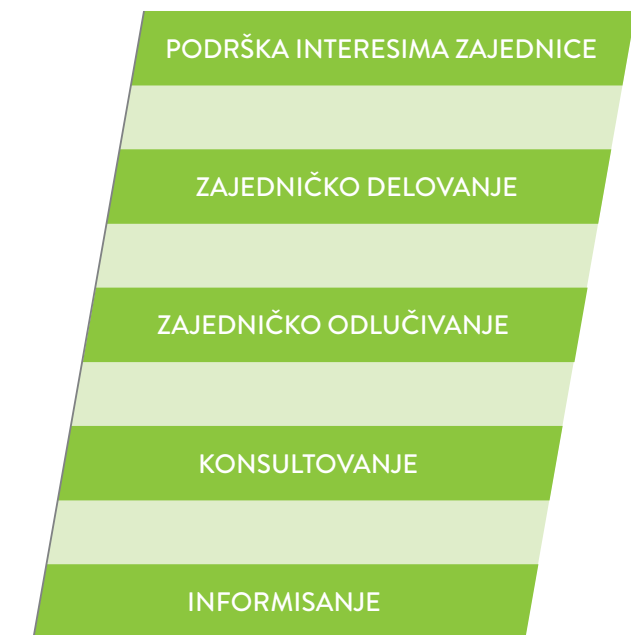 PODRŠKA INTERESIMA ZAJEDNICE
ZAJEDNIČKO DELOVANJE
ZAJEDNIČKO ODLUČIVANJE
KONSULTOVANJE
INFORMISANJE